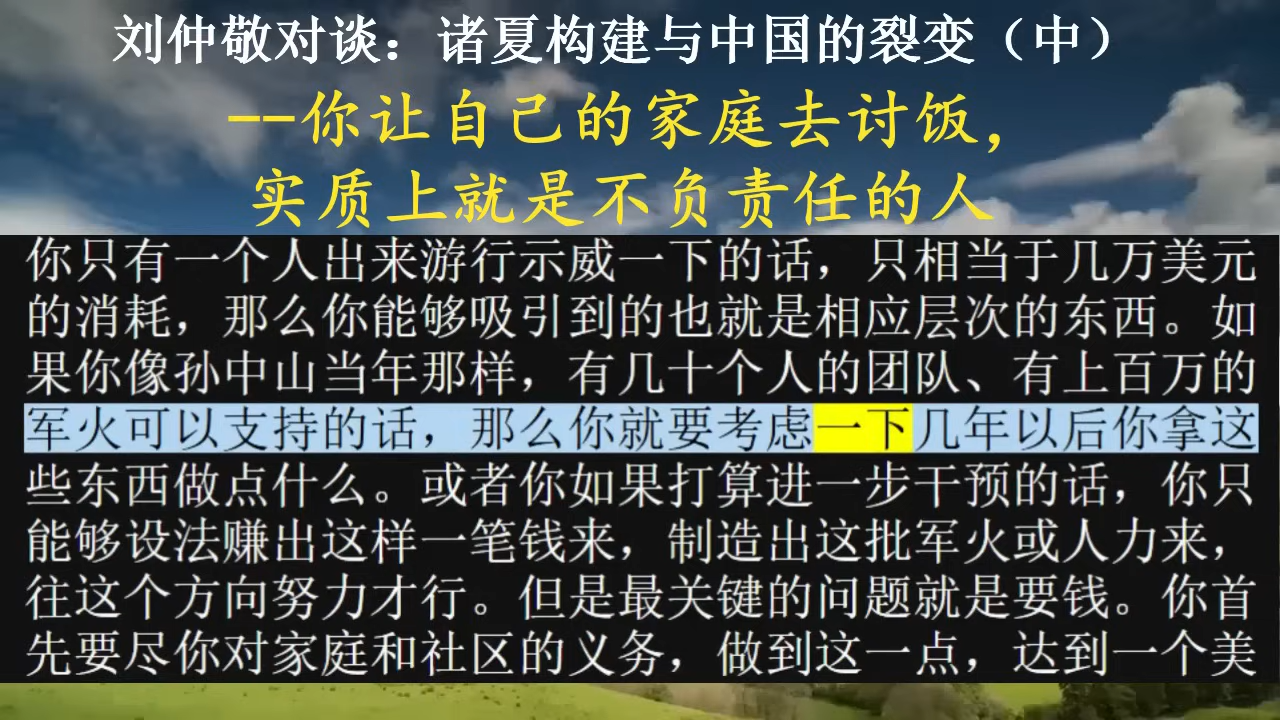 刘仲敬对谈：诸夏构建与中国的裂变（中）
--你让自己的家庭去讨饭，
实质上就是不负责任的人
你只有一个人出来游行示威一下的话，只相当于几万美元
的消耗，那么你能够吸引到的也就是相应层次的东西。如
果你像孙中山当年那样，有几十个人的团队、有上百万的
军火可以支持的话，那么你就要考虑一下几年以后你拿这
些东西做点什么。或者你如果打算进一步干预的话，你只
能够设法赚出这样一笔钱来，制造出这批军火或人力来，
往这个方向努力才行。但是最关键的问题就是要钱。你首
先要尽你对家庭和社区的义务，做到这一点，达到一个美